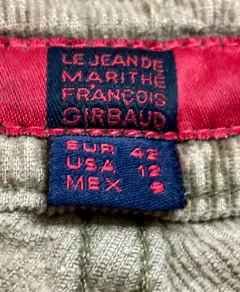 LE JEAN DE
MARITHÉ
FRANÇOIS
GIRBAUD
EUR 42
USA 12
MEX 9